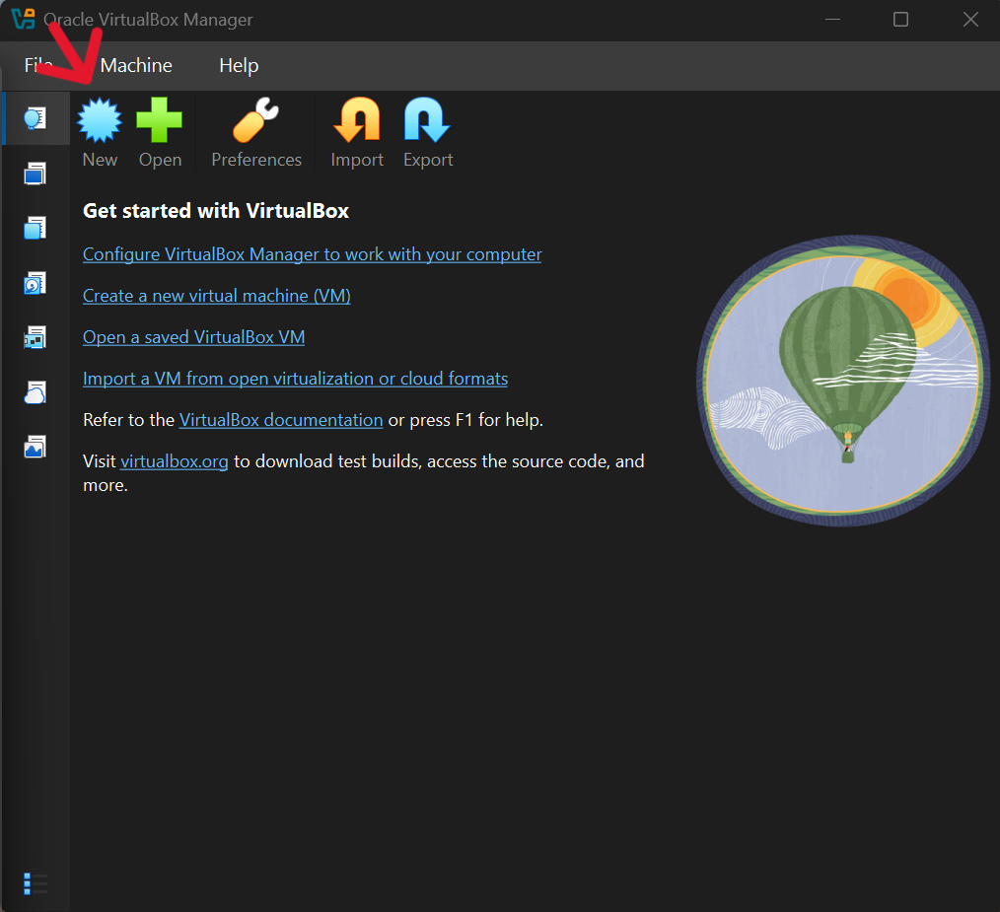 Oracle VirtualBox Manager
File Machine Help
New Open Preferences Import Export
Get started with VirtualBox
Configure VirtualBox Manager to work with your computer
Create a new virtual machine (VM)
Open a saved VirtualBox VM
Import a VM from open virtualization or cloud formats
Refer to the VirtualBox documentation or press F1 for help.
Visit virtualbox.org to download test builds, access the source code, and
more.